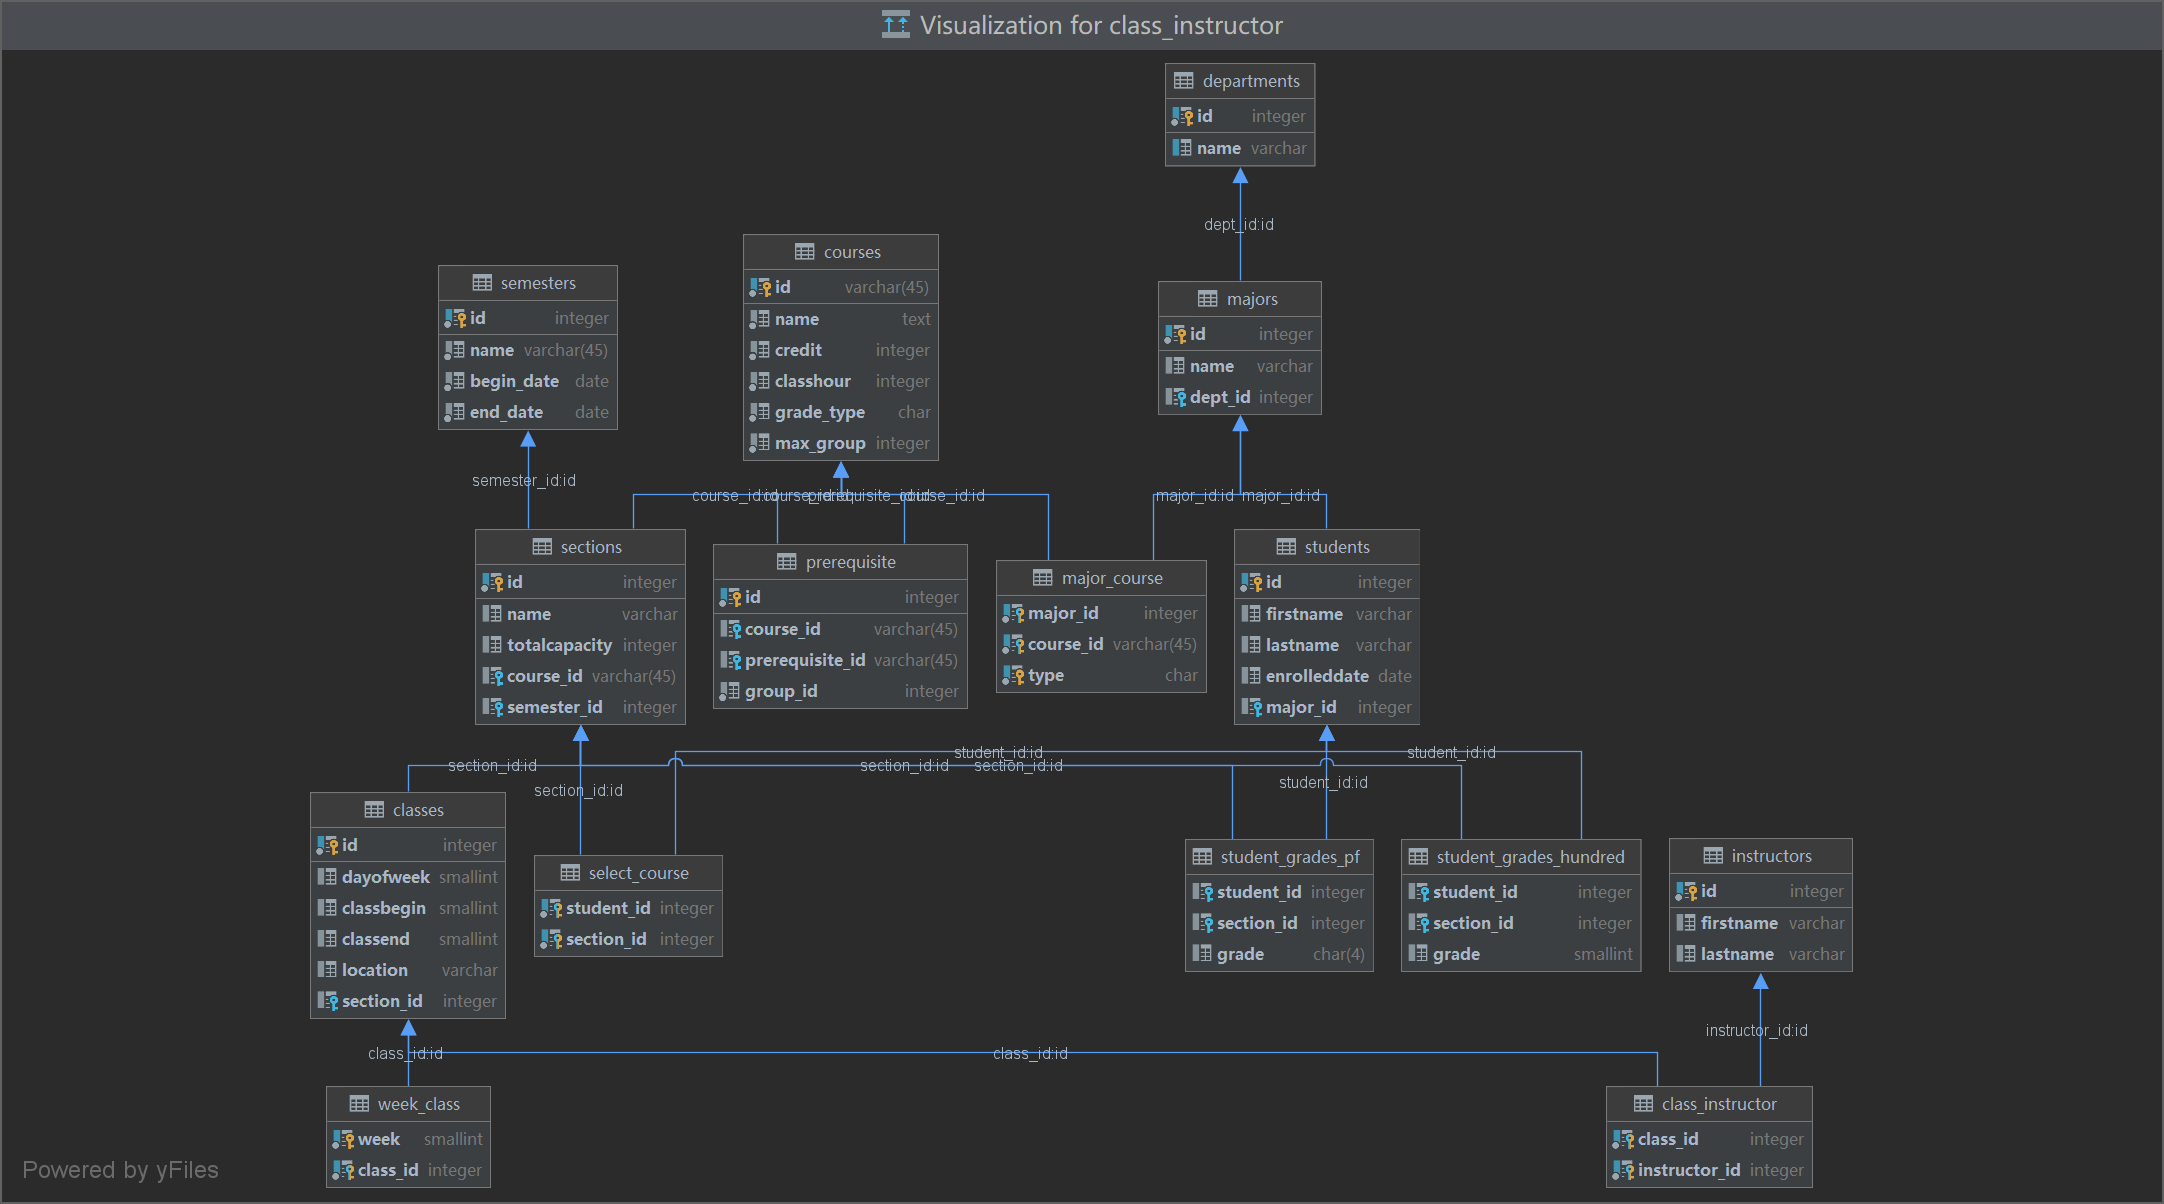 Visualization for class_instructor
departments
id integer
name varchar
dept_id:id
courses
id varchar(45)
name text
credit integer
classhour integer
grade_type char
max_group integer
semesters
id integer
name varchar(45)
begin_date date
end_date date
majors
id integer
name varchar
dept_id integer
semester_id:id
course_id:id
course_id:id
prerequisite_id:id
course_id:id
major_id:id
major_id:id
sections
id integer
name varchar
totalcapacity integer
course_id varchar(45)
semester_id integer
prerequisite
id integer
course_id varchar(45)
prerequisite_id varchar(45)
group_id integer
major_course
major_id integer
course_id varchar(45)
type char
students
id integer
firstname varchar
lastname varchar
enrolleddate date
major_id integer
student_id:id
student_id:id
section_id:id
section_id:id
section_id:id
section_id:id
student_id:id
classes
id integer
dayofweek smallint
classbegin smallint
classend smallint
location varchar
section_id integer
select_course
student_id integer
section_id integer
student_grades_pf
student_id integer
section_id integer
grade char(4)
student_grades_hundred
student_id integer
section_id integer
grade smallint
instructors
id integer
firstname varchar
lastname varchar
instructor_id:id
class_id:id
class_id:id
week_class
week smallint
class_id integer
class_instructor
class_id integer
instructor_id integer
Powered by yFiles